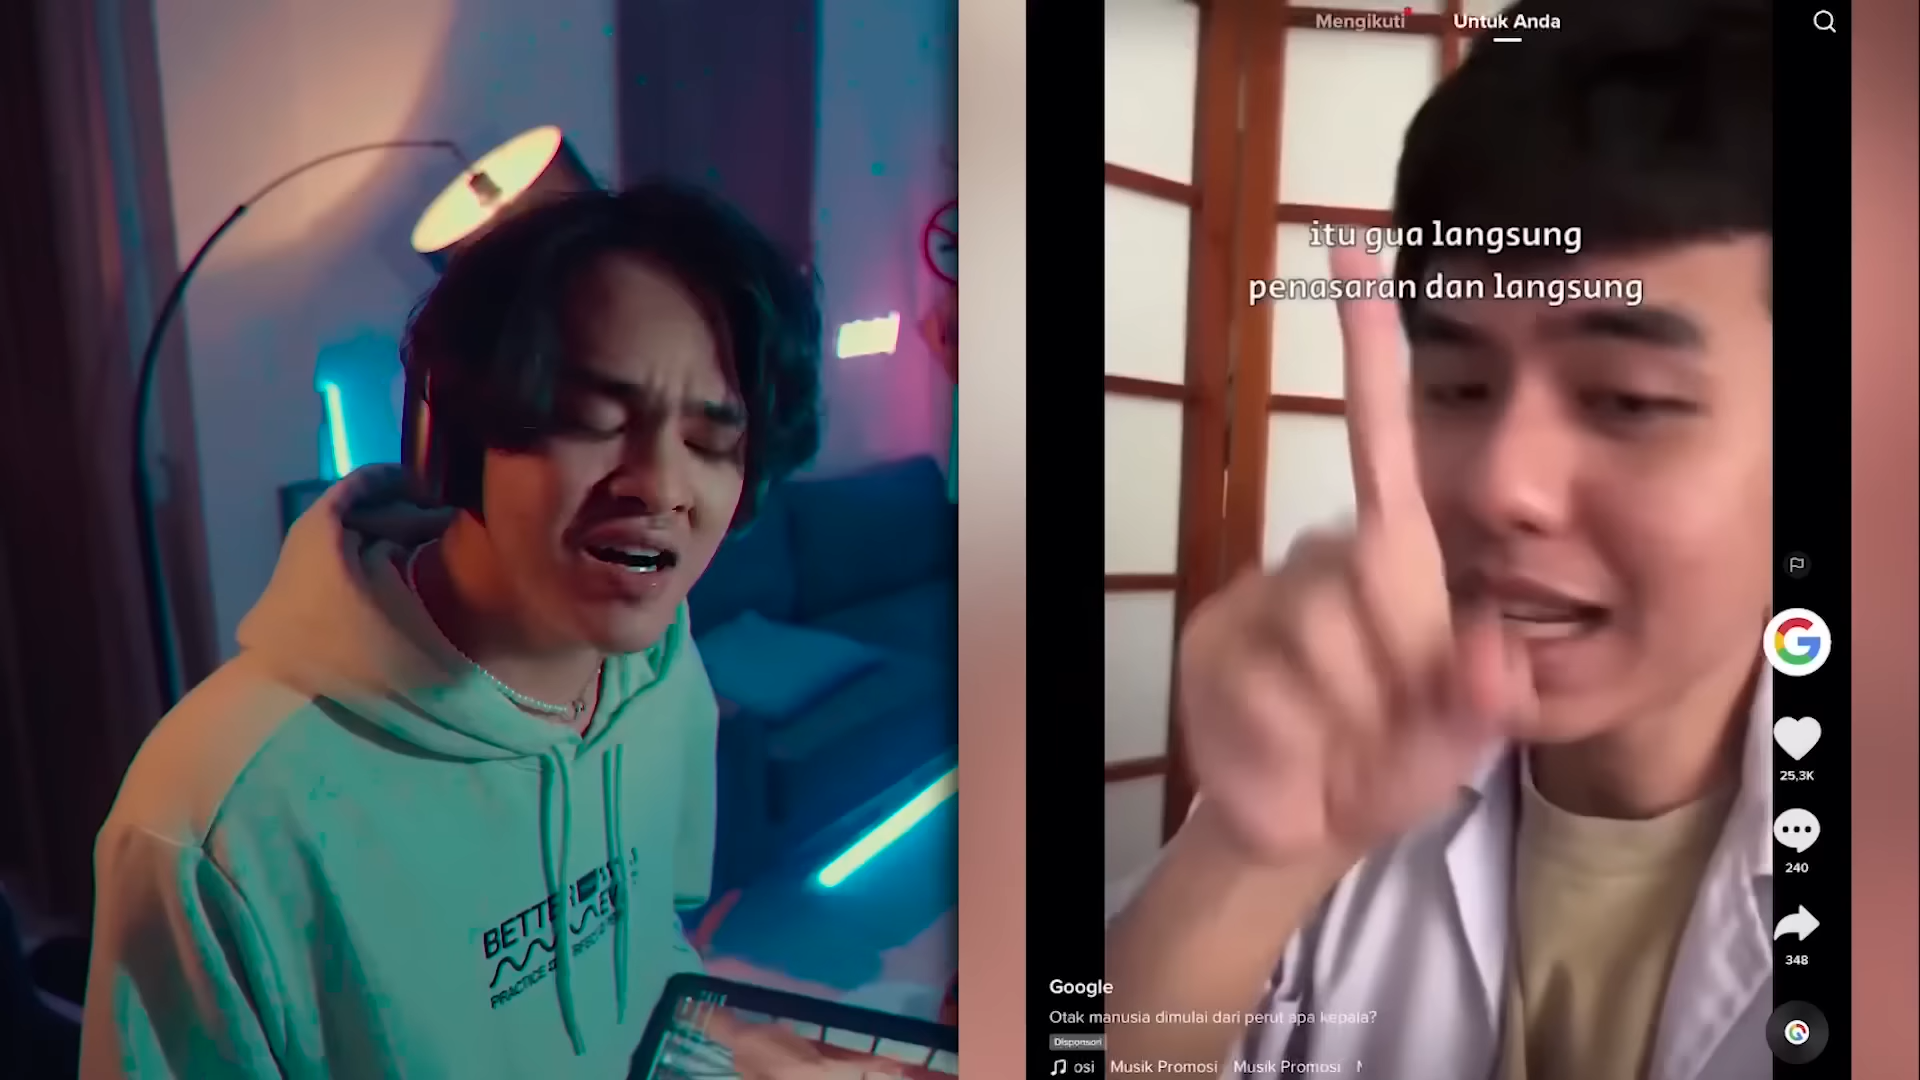 Mengikuti
Untuk Anda
itu gua langsung
penasaran dan langsung
25,3K
240
348
Google
Otak manusia dimulai dari perut apa kepala?
Disponsori
osi Musik Promosi Musik Promosi
PRACTICE